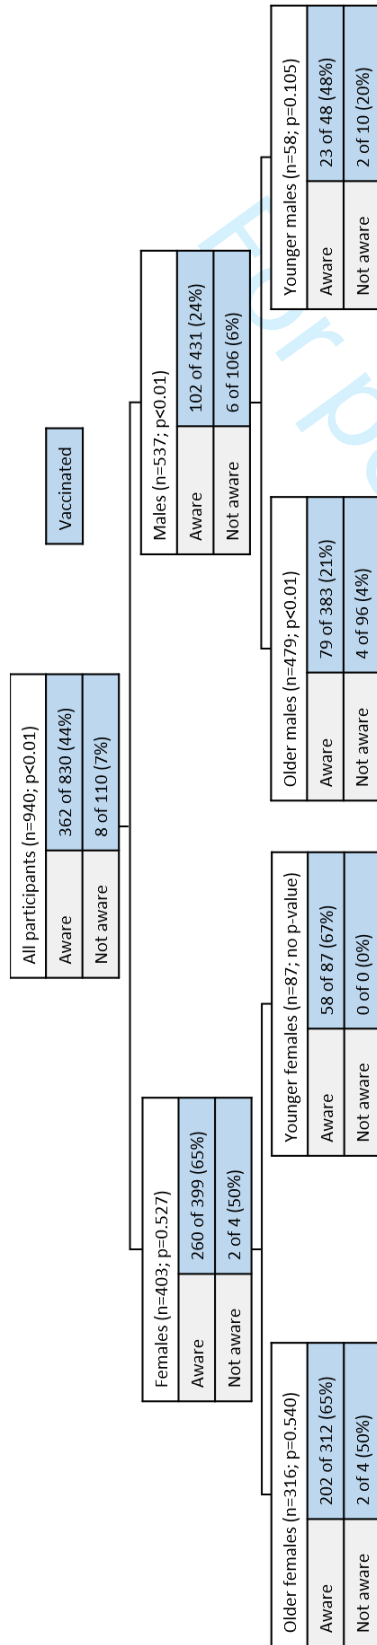 All participants (n=940; p<0.01)
Aware 362 of 830 (44%)
Not aware 8 of 110 (7%)
Vaccinated
Females (n=403; p=0.527)
Aware 260 of 399 (65%)
Not aware 2 of 4 (50%)
Males (n=537; p<0.01)
Aware 102 of 431 (24%)
Not aware 6 of 106 (6%)
Older females (n=316; p=0.540)
Aware 202 of 312 (65%)
Not aware 2 of 4 (50%)
Younger females (n=87; no p-value)
Aware 58 of 87 (67%)
Not aware 0 of 0 (0%)
Older males (n=479; p<0.01)
Aware 79 of 383 (21%)
Not aware 4 of 96 (4%)
Younger males (n=58; p=0.105)
Aware 23 of 48 (48%)
Not aware 2 of 10 (20%)
For pe